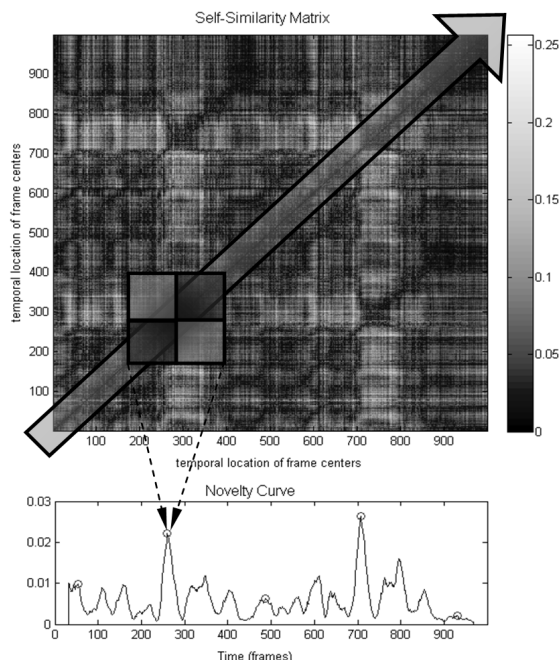 Self-Similarity Matrix
temporal location of frame centers
1000
900
800
700
600
500
400
300
200
100
100 200 300 400 500 600 700 800 900
temporal location of frame centers
0.25
0.2
0.15
0.1
0.05
0
Novelty Curve
0.03
0.02
0.01
0
0 100 200 300 400 500 600 700 800 900
Time (frames)